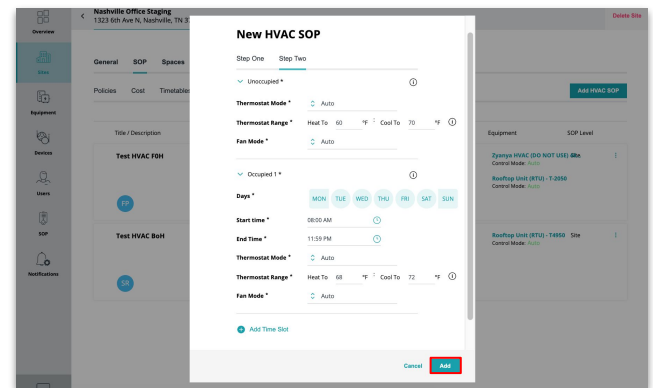 Nashville Office Staging
1323 6th Ave N, Nashville, TN 3
Delete Site
Overview
Sites
Equipment
Devices
Users
SOP
Notifications
General SOP Spaces
Policies Cost Timetables
Add HVAC SOP
Title / Description
Equipment SOP Level
Test HVAC FOH
FP
2yanya HVAC (DO NOT USE) Site
Control Mode: Auto
Rooftop Unit (RTU) - T-2050
Test HVAC BoH
SR
Rooftop Unit (RTU) - T4950 Site
Control Mode: Auto
New HVAC SOP
Step One Step Two
Unoccupied *
Thermostat Mode * Auto
Thermostat Range * Heat To 60 °F Cool To 70 °F
Fan Mode * Auto
Occupied 1 *
Days * MON TUE WED THU FRI SAT SUN
Start time * 08:00 AM
End Time * 11:59 PM
Thermostat Mode * Auto
Thermostat Range * Heat To 68 °F Cool To 72 °F
Fan Mode * Auto
Add Time Slot
Cancel Add